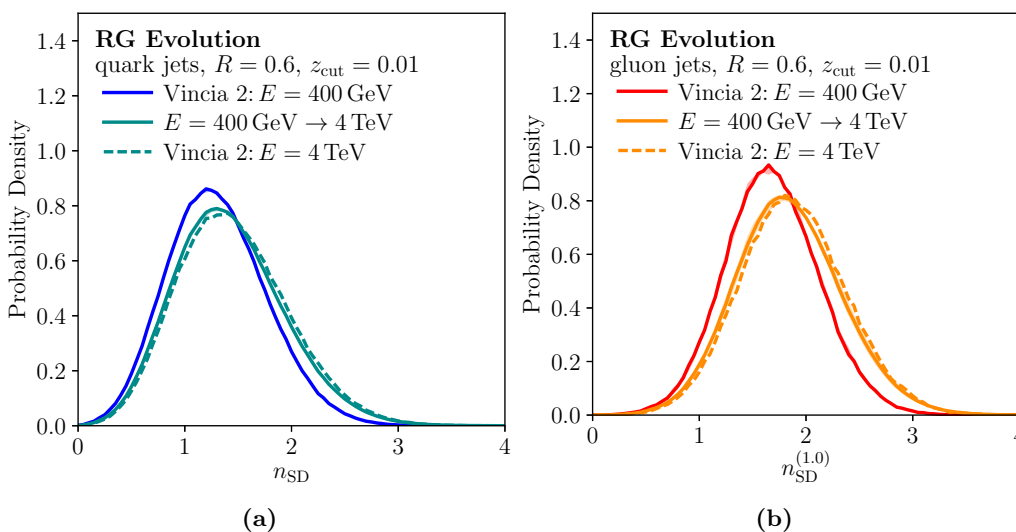 RG Evolution
quark jets, R = 0.6, z_cut = 0.01
Vincia 2: E = 400 GeV
E = 400 GeV → 4 TeV
Vincia 2: E = 4 TeV
Probability Density
1.4
1.2
1.0
0.8
0.6
0.4
0.2
0.0
0 1 2 3 4
n_SD
(a)
RG Evolution
gluon jets, R = 0.6, z_cut = 0.01
Vincia 2: E = 400 GeV
E = 400 GeV → 4 TeV
Vincia 2: E = 4 TeV
Probability Density
1.4
1.2
1.0
0.8
0.6
0.4
0.2
0.0
0 1 2 3 4
n_SD^(1.0)
(b)